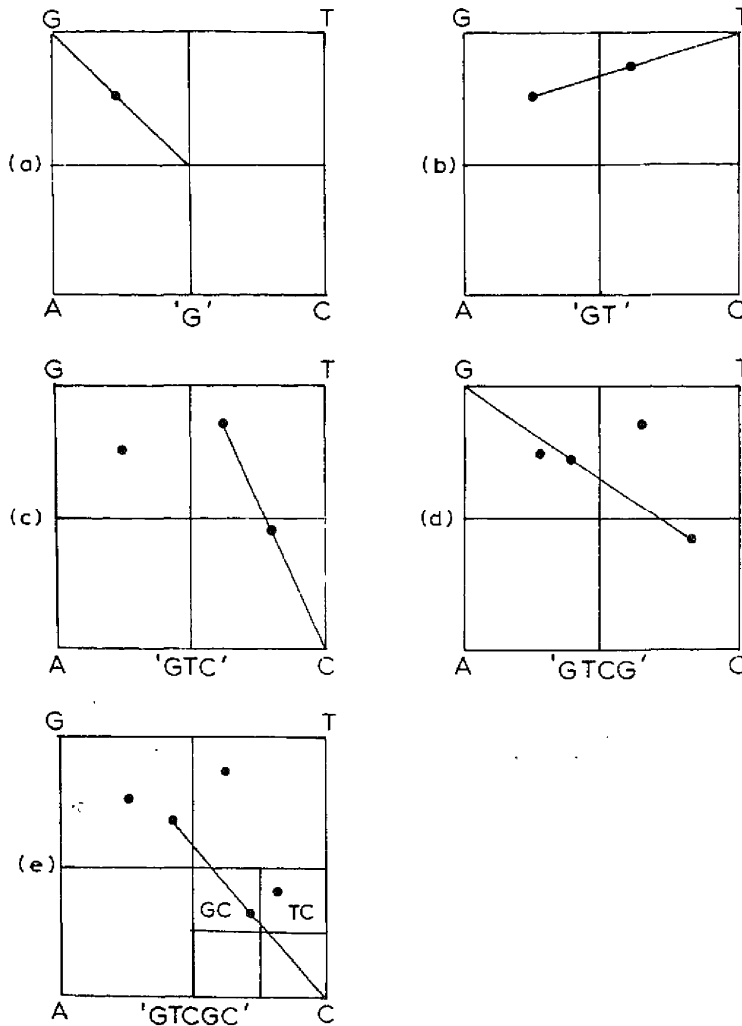 G T
(a)
A 'G' C
G T
(b)
A 'GT' C
G T
(c)
A 'GTC' C
G T
(d)
A 'GTCG' C
G T
(e)
GC TC
A 'GTCGC' C